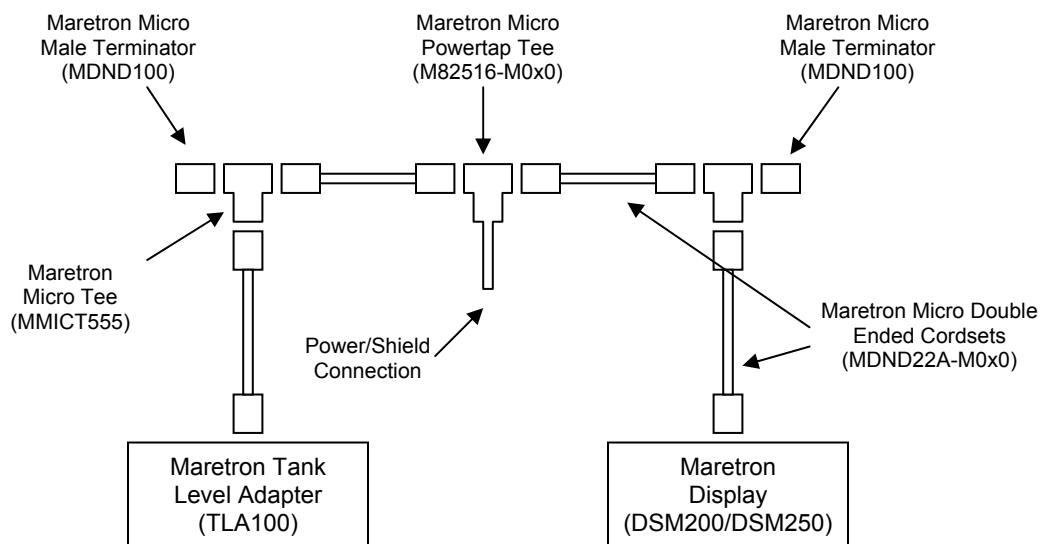 Maretron Micro
Male Terminator
(MDND100)
Maretron Micro
Powertap Tee
(M82516-M0x0)
Maretron Micro
Male Terminator
(MDND100)
Maretron
Micro Tee
(MMICT555)
Power/Shield
Connection
Maretron Micro Double
Ended Cordsets
(MDND22A-M0x0)
Maretron Tank
Level Adapter
(TLA100)
Maretron
Display
(DSM200/DSM250)